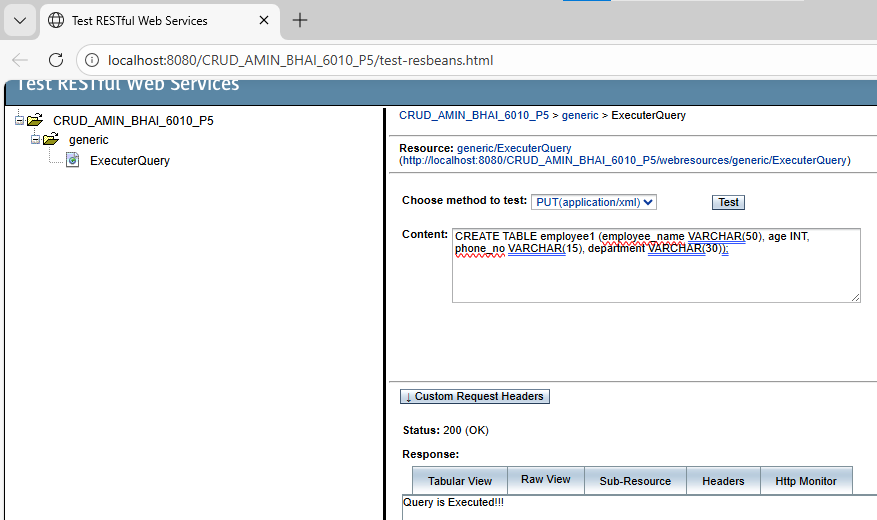 Test RESTful Web Services
localhost:8080/CRUD_AMIN_BHAI_6010_P5/test-resbeans.html
Test RESTful Web Services
CRUD_AMIN_BHAI_6010_P5
generic
ExecuterQuery
CRUD_AMIN_BHAI_6010_P5 > generic > ExecuterQuery
Resource: generic/ExecuterQuery
(http://localhost:8080/CRUD_AMIN_BHAI_6010_P5/webresources/generic/ExecuterQuery)
Choose method to test: PUT(application/xml) Test
Content: CREATE TABLE employee1 (employee_name VARCHAR(50), age INT,
phone_no VARCHAR(15), department VARCHAR(30));
↓ Custom Request Headers
Status: 200 (OK)
Response:
Tabular View Raw View Sub-Resource Headers Http Monitor
Query is Executed!!!